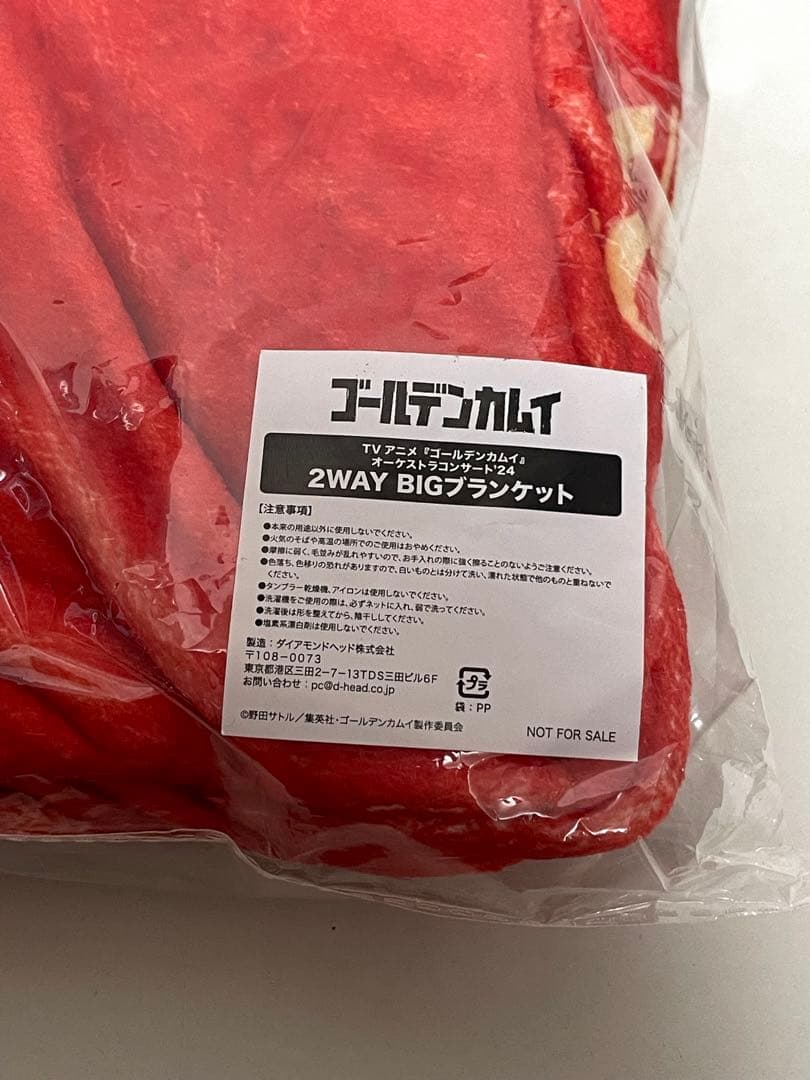 ゴールデンカムイ
TV アニメ『ゴールデンカムイ』
オーケストラコンサート'24
2WAY BIGブランケット
【注意事項】
●本来の用途以外に使用しないでください。
●火気のそばや高温の場所でのご使用はおやめください。
●摩擦に弱く、毛並みが乱れやすいので、お手入れの際に強く擦ることのないようご注意ください。
●色落ち、色移りの恐れがありますので、白いものとは分けて洗い、濡れた状態で他のものと重ねないで
ください。
●タンブラー乾燥機、アイロンは使用しないでください。
●洗濯機をご使用の際は、必ずネットに入れ、弱で洗ってください。
●洗濯後は形を整えてから、陰干ししてください。
●塩素系漂白剤は使用しないでください。
製造：ダイアモンドヘッド株式会社
〒108-0073
東京都港区三田2-7-13TDS三田ビル6F
お問い合わせ：pc@d-head.co.jp
プラ
袋：PP
©野田サトル／集英社・ゴールデンカムイ製作委員会
NOT FOR SALE